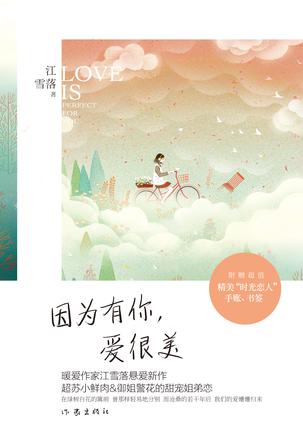 江雪落 著
LOVE
IS
PERFECT
FOR
附赠超值
精美“时光恋人”
手账、书签
因为有你,
爱很美
暖爱作家江雪落悬爱新作
超苏小鲜肉&御姐警花的甜宠姐弟恋
作家出版社